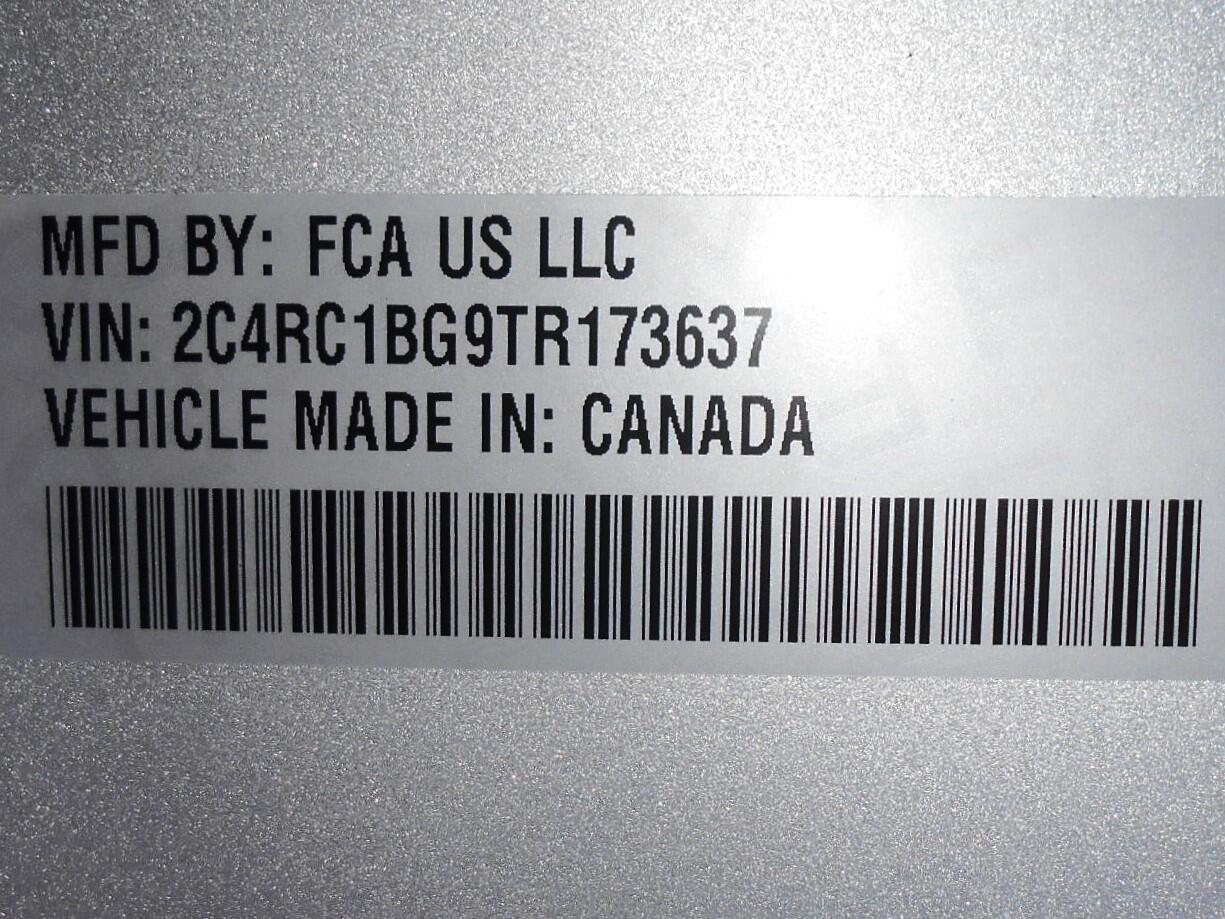 MFD BY: FCA US LLC
VIN: 2C4RC1BG9TR173637
VEHICLE MADE IN: CANADA